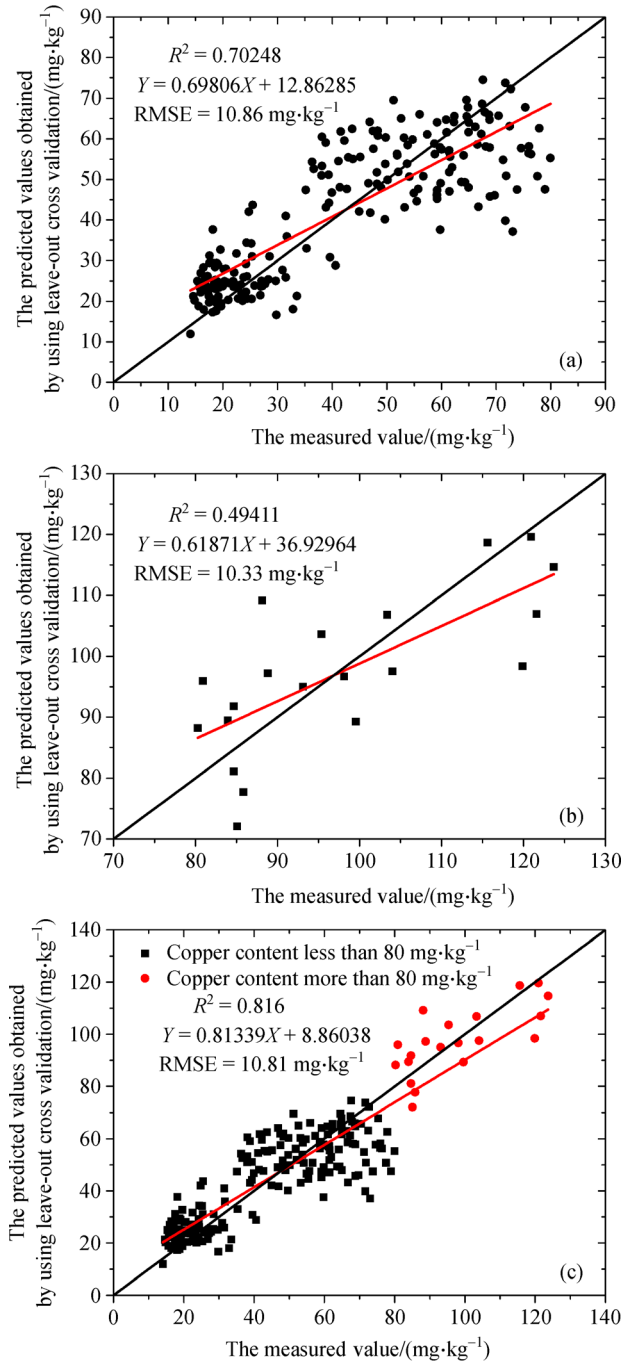 The predicted values obtained
by using leave-out cross validation/(mg·kg⁻¹)
90
80
70
60
50
40
30
20
10
0
R² = 0.70248
Y = 0.69806X + 12.86285
RMSE = 10.86 mg·kg⁻¹
(a)
0 10 20 30 40 50 60 70 80 90
The measured value/(mg·kg⁻¹)
The predicted values obtained
by using leave-out cross validation/(mg·kg⁻¹)
130
120
110
100
90
80
70
R² = 0.49411
Y = 0.61871X + 36.92964
RMSE = 10.33 mg·kg⁻¹
(b)
70 80 90 100 110 120 130
The measured value/(mg·kg⁻¹)
The predicted values obtained
by using leave-out cross validation/(mg·kg⁻¹)
140
120
100
80
60
40
20
0
Copper content less than 80 mg·kg⁻¹
Copper content more than 80 mg·kg⁻¹
R² = 0.816
Y = 0.81339X + 8.86038
RMSE = 10.81 mg·kg⁻¹
(c)
0 20 40 60 80 100 120 140
The measured value/(mg·kg⁻¹)